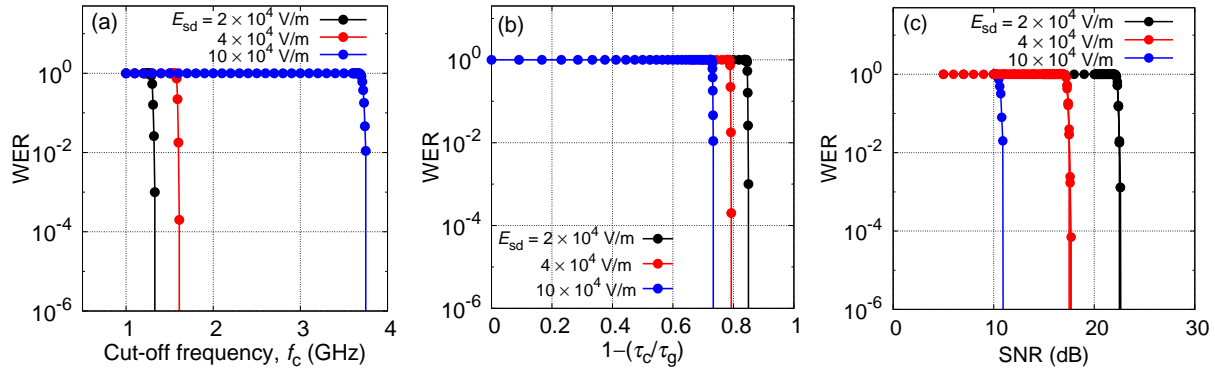 (a)
E_sd = 2 × 10^4 V/m
4 × 10^4 V/m
10 × 10^4 V/m
WER
10^0
10^-2
10^-4
10^-6
1 2 3 4
Cut-off frequency, f_c (GHz)
(b)
WER
10^0
10^-2
10^-4
10^-6
E_sd = 2 × 10^4 V/m
4 × 10^4 V/m
10 × 10^4 V/m
0 0.2 0.4 0.6 0.8 1
1−(τ_c/τ_g)
(c)
E_sd = 2 × 10^4 V/m
4 × 10^4 V/m
10 × 10^4 V/m
WER
10^0
10^-2
10^-4
10^-6
0 10 20 30
SNR (dB)